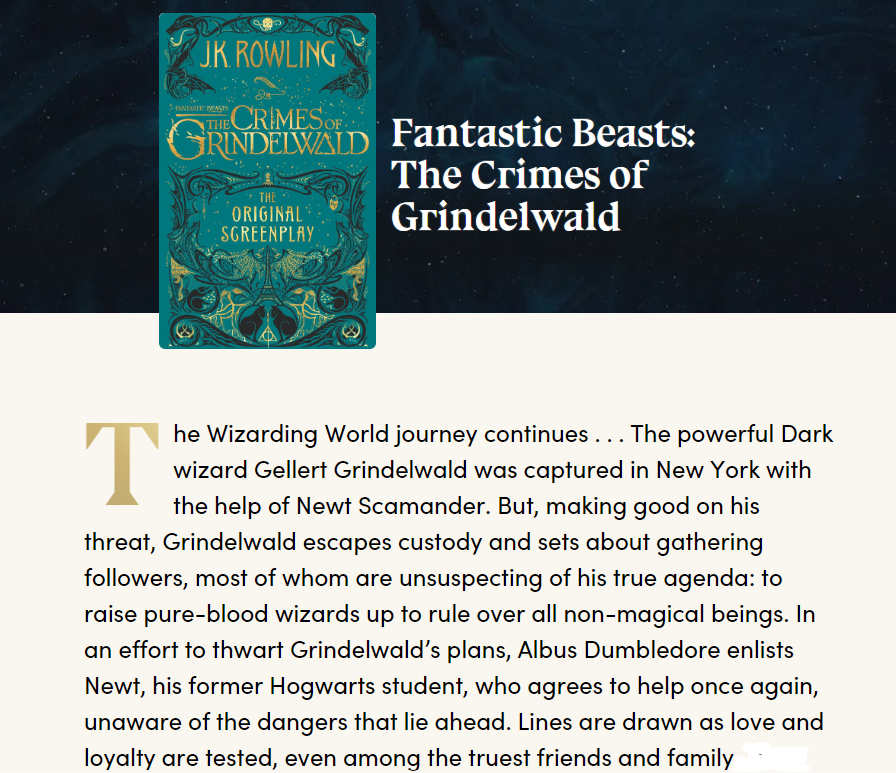 J.K. ROWLING
FANTASTIC BEASTS
THE CRIMES OF
GRINDELWALD
THE
ORIGINAL
SCREENPLAY
Fantastic Beasts:
The Crimes of
Grindelwald
The Wizarding World journey continues . . . The powerful Dark
wizard Gellert Grindelwald was captured in New York with
the help of Newt Scamander. But, making good on his
threat, Grindelwald escapes custody and sets about gathering
followers, most of whom are unsuspecting of his true agenda: to
raise pure-blood wizards up to rule over all non-magical beings. In
an effort to thwart Grindelwald’s plans, Albus Dumbledore enlists
Newt, his former Hogwarts student, who agrees to help once again,
unaware of the dangers that lie ahead. Lines are drawn as love and
loyalty are tested, even among the truest friends and family